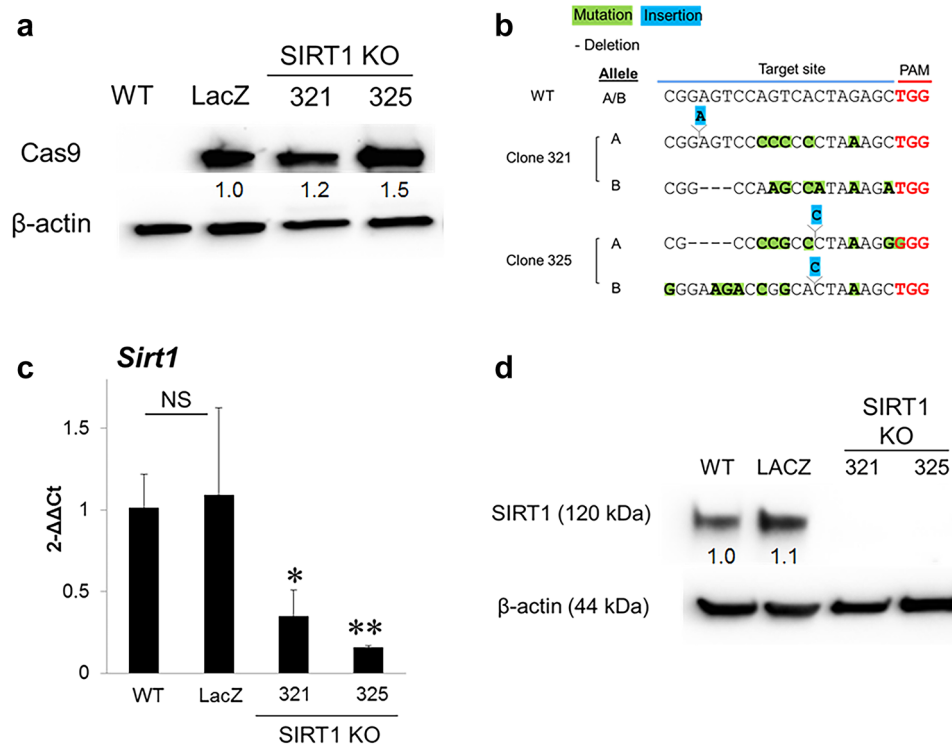 a
SIRT1 KO
WT LacZ 321 325
Cas9
1.0 1.2 1.5
β-actin
b
Mutation Insertion
- Deletion
Allele Target site PAM
WT A/B CGGAGTCCAGTCACTAGAGCTGG
A
Clone 321 A CGGAGTCCCCCCCCTAAAGCTGG
B CGG---CCAAGCCATAAAGATGG
C
Clone 325 A CG----CCCCGCCCTAAAGGGGG
C
B GGGAAGACCGGCACTAAAGCTGG
c
Sirt1
NS
1.5
1
0.5
0
2-ΔΔCt
*
**
WT LacZ 321 325
SIRT1 KO
d
SIRT1
KO
WT LACZ 321 325
SIRT1 (120 kDa)
1.0 1.1
β-actin (44 kDa)